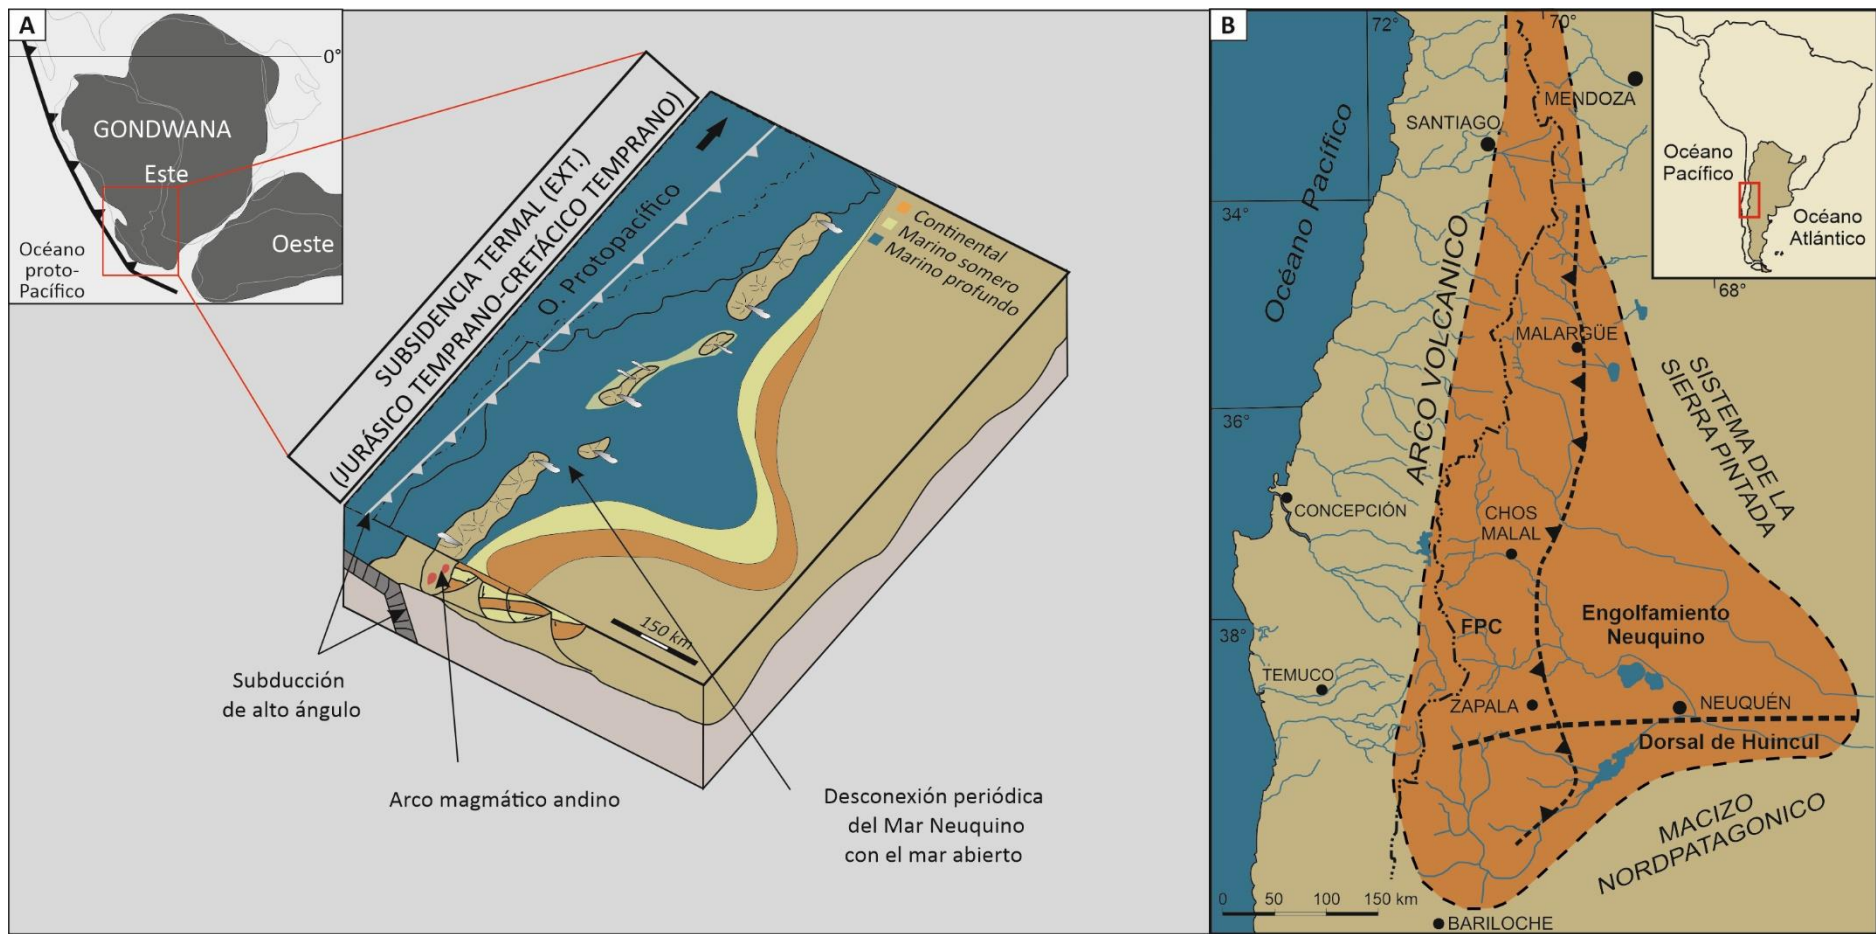 A
0°
GONDWANA
Este
Oeste
Océano
proto-
Pacífico
SUBSIDENCIA TERMAL (EXT.)
(JURÁSICO TEMPRANO-CRETÁCICO TEMPRANO)
O. Protopacífico
Continental
Marino somero
Marino profundo
150 km
Subducción
de alto ángulo
Arco magmático andino
Desconexión periódica
del Mar Neuquino
con el mar abierto
B
72°
70°
MENDOZA
SANTIAGO
Océano Pacífico
34°
Océano
Pacífico
Océano
Atlántico
68°
MALARGÜE
ARCO VOLCANICO
SISTEMA DE LA
SIERRA PINTADA
36°
CONCEPCIÓN
CHOS
MALAL
Engolfamiento
Neuquino
FPC
38°
TEMUCO
ZAPALA
NEUQUÉN
Dorsal de Huincul
MACIZO
NORDPATAGONICO
0 50 100 150 km
BARILOCHE